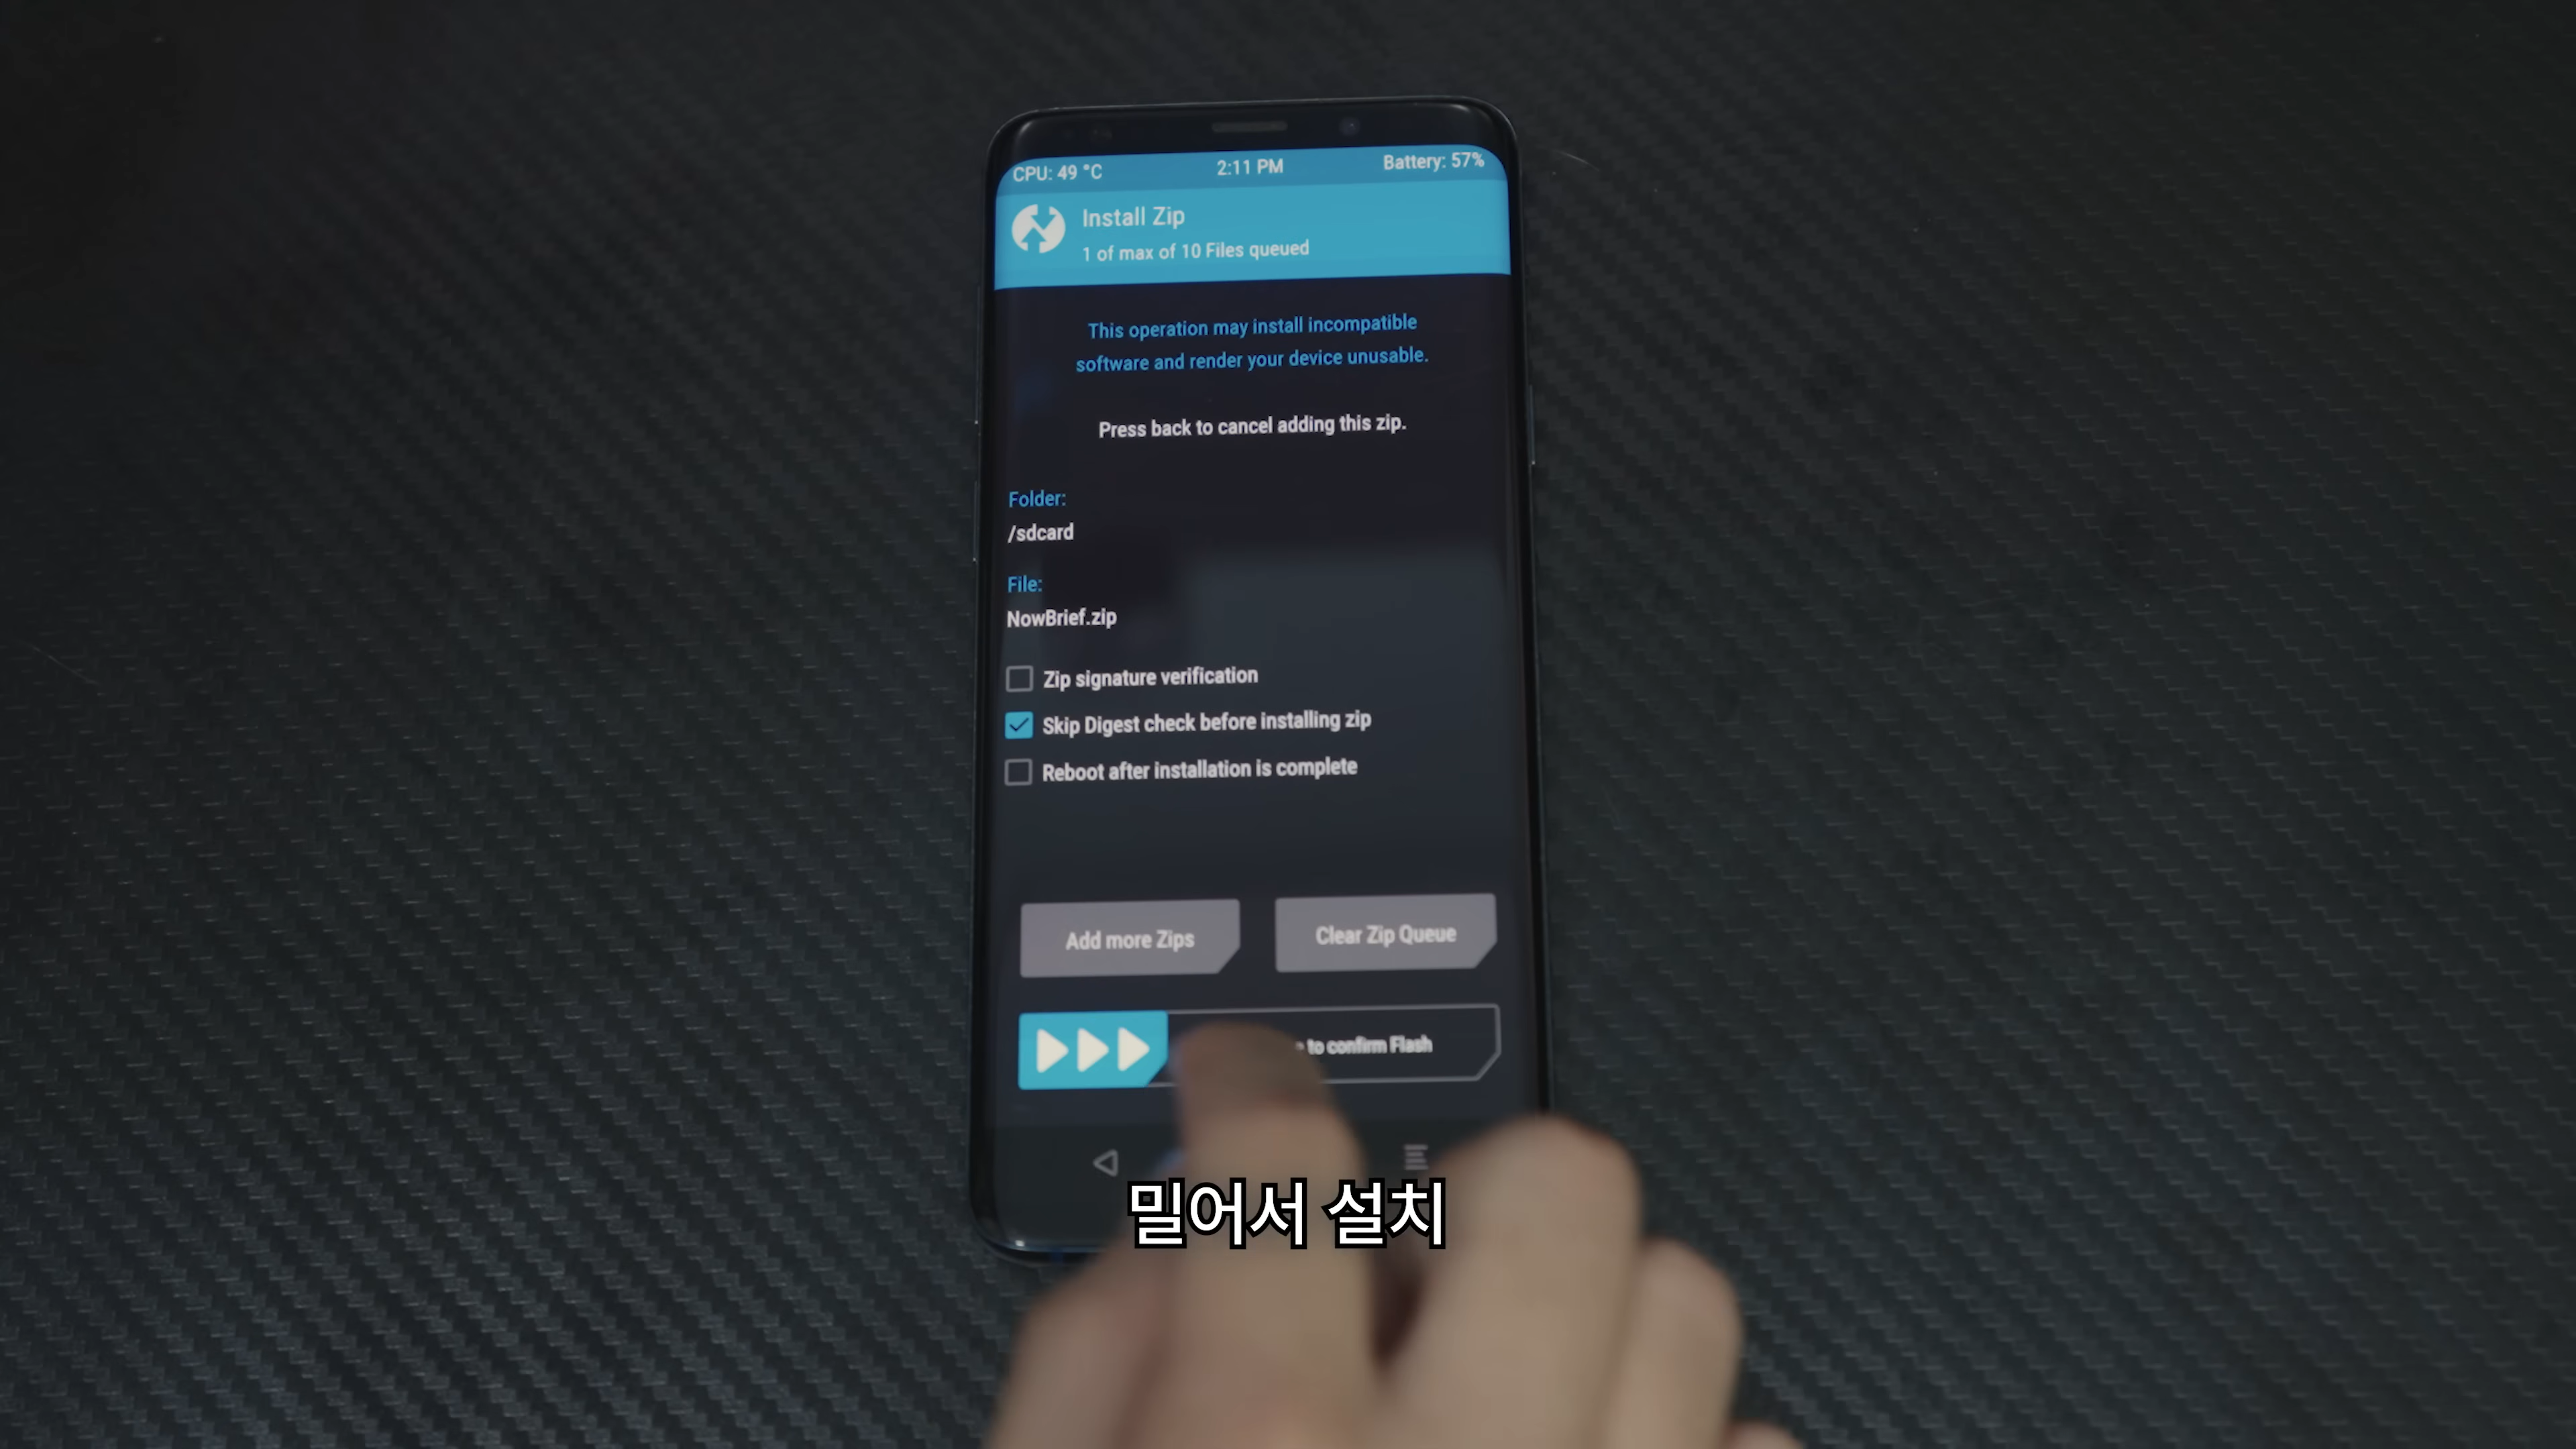 CPU: 49 °C 2:11 PM Battery: 57%
Install Zip
1 of max of 10 Files queued
This operation may install incompatible
software and render your device unusable.
Press back to cancel adding this zip.
Folder:
/sdcard
File:
NowBrief.zip
Zip signature verification
Skip Digest check before installing zip
Reboot after installation is complete
Add more Zips Clear Zip Queue
to confirm Flash
밀어서 설치